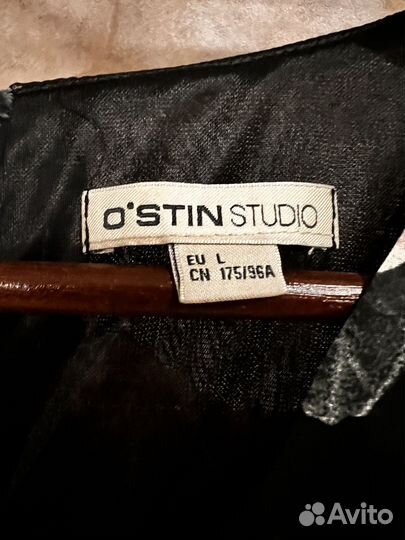 O'STIN STUDIO
EU L
CN 175/96A
Avito